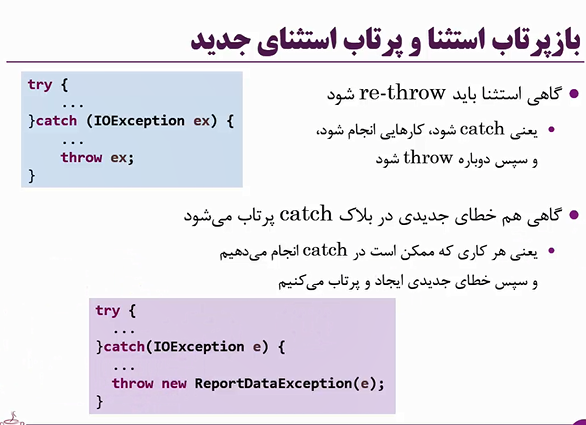 بازپرتاب استثنا و پرتاب استثنای جدید
• گاهی استثنا باید re-throw شود
• یعنی catch شود، کارهایی انجام شود،
و سپس دوباره throw شود
try {
...
}catch (IOException ex) {
...
throw ex;
}
• گاهی هم خطای جدیدی در بلاک catch پرتاب می‌شود
• یعنی هر کاری که ممکن است در catch انجام می‌دهیم
و سپس خطای جدیدی ایجاد و پرتاب می‌کنیم
try {
...
}catch(IOException e) {
...
throw new ReportDataException(e);
}